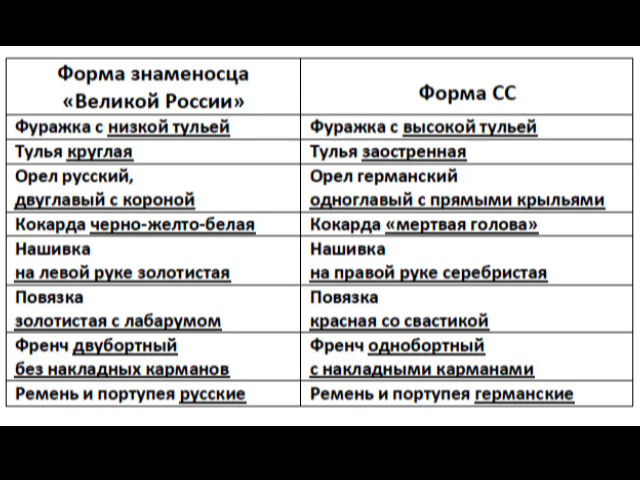 Форма знаменосца
«Великой России»
Форма СС
Фуражка с низкой тульей
Фуражка с высокой тульей
Тулья круглая
Тулья заостренная
Орел русский,
двуглавый с короной
Орел германский
одноглавый с прямыми крыльями
Кокарда черно-желто-белая
Кокарда «мертвая голова»
Нашивка
на левой руке золотистая
Нашивка
на правой руке серебристая
Повязка
золотистая с лабарумом
Повязка
красная со свастикой
Френч двубортный
без накладных карманов
Френч однобортный
с накладными карманами
Ремень и портупея русские
Ремень и портупея германские